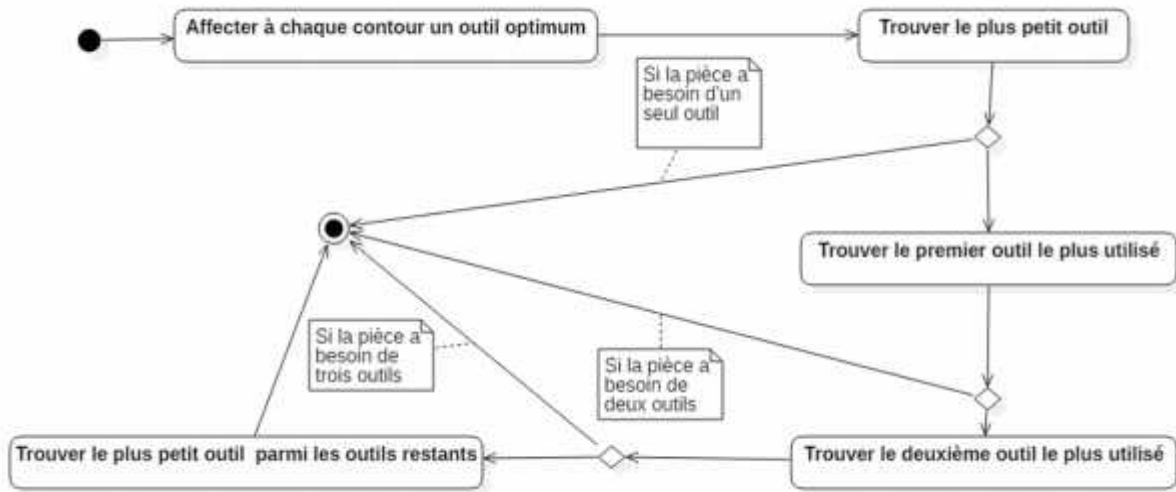 Affecter à chaque contour un outil optimum
Trouver le plus petit outil
Si la pièce a
besoin d'un
seul outil
Trouver le premier outil le plus utilisé
Si la pièce a
besoin de
trois outils
Si la pièce a
besoin de
deux outils
Trouver le plus petit outil parmi les outils restants
Trouver le deuxième outil le plus utilisé